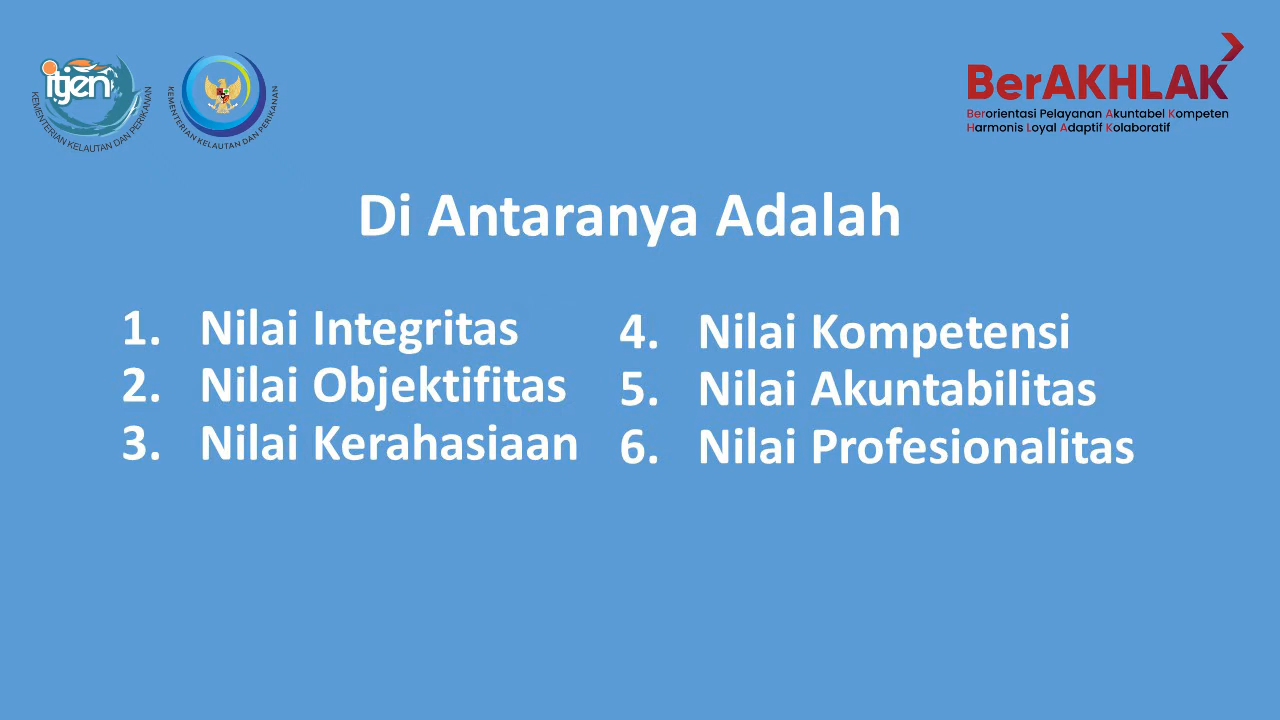 itjen
KEMENTERIAN KELAUTAN DAN PERIKANAN
KEMENTERIAN KELAUTAN DAN PERIKANAN
BerAKHLAK
Berorientasi Pelayanan Akuntabel Kompeten
Harmonis Loyal Adaptif Kolaboratif
Di Antaranya Adalah
1. Nilai Integritas
2. Nilai Objektifitas
3. Nilai Kerahasiaan
4. Nilai Kompetensi
5. Nilai Akuntabilitas
6. Nilai Profesionalitas